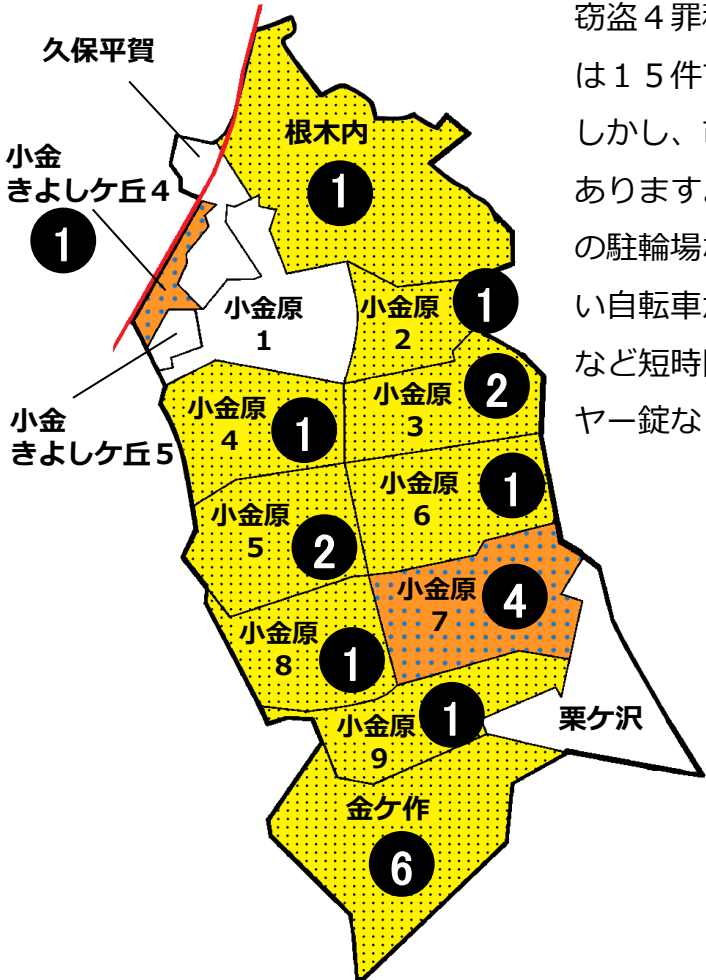 久保平賀
小金
きよしケ丘4
1
根木内
1
小金原
1
小金原
2
1
小金
きよしケ丘5
小金原
3
2
小金原
4
1
小金原
5
2
小金原
6
1
小金原
7
4
小金原
8
1
小金原
9
1
栗ケ沢
金ケ作
6
窃盗4罪
は15件
しかし、
あります
の駐輪場
い自転車
など短時
ヤー錠な